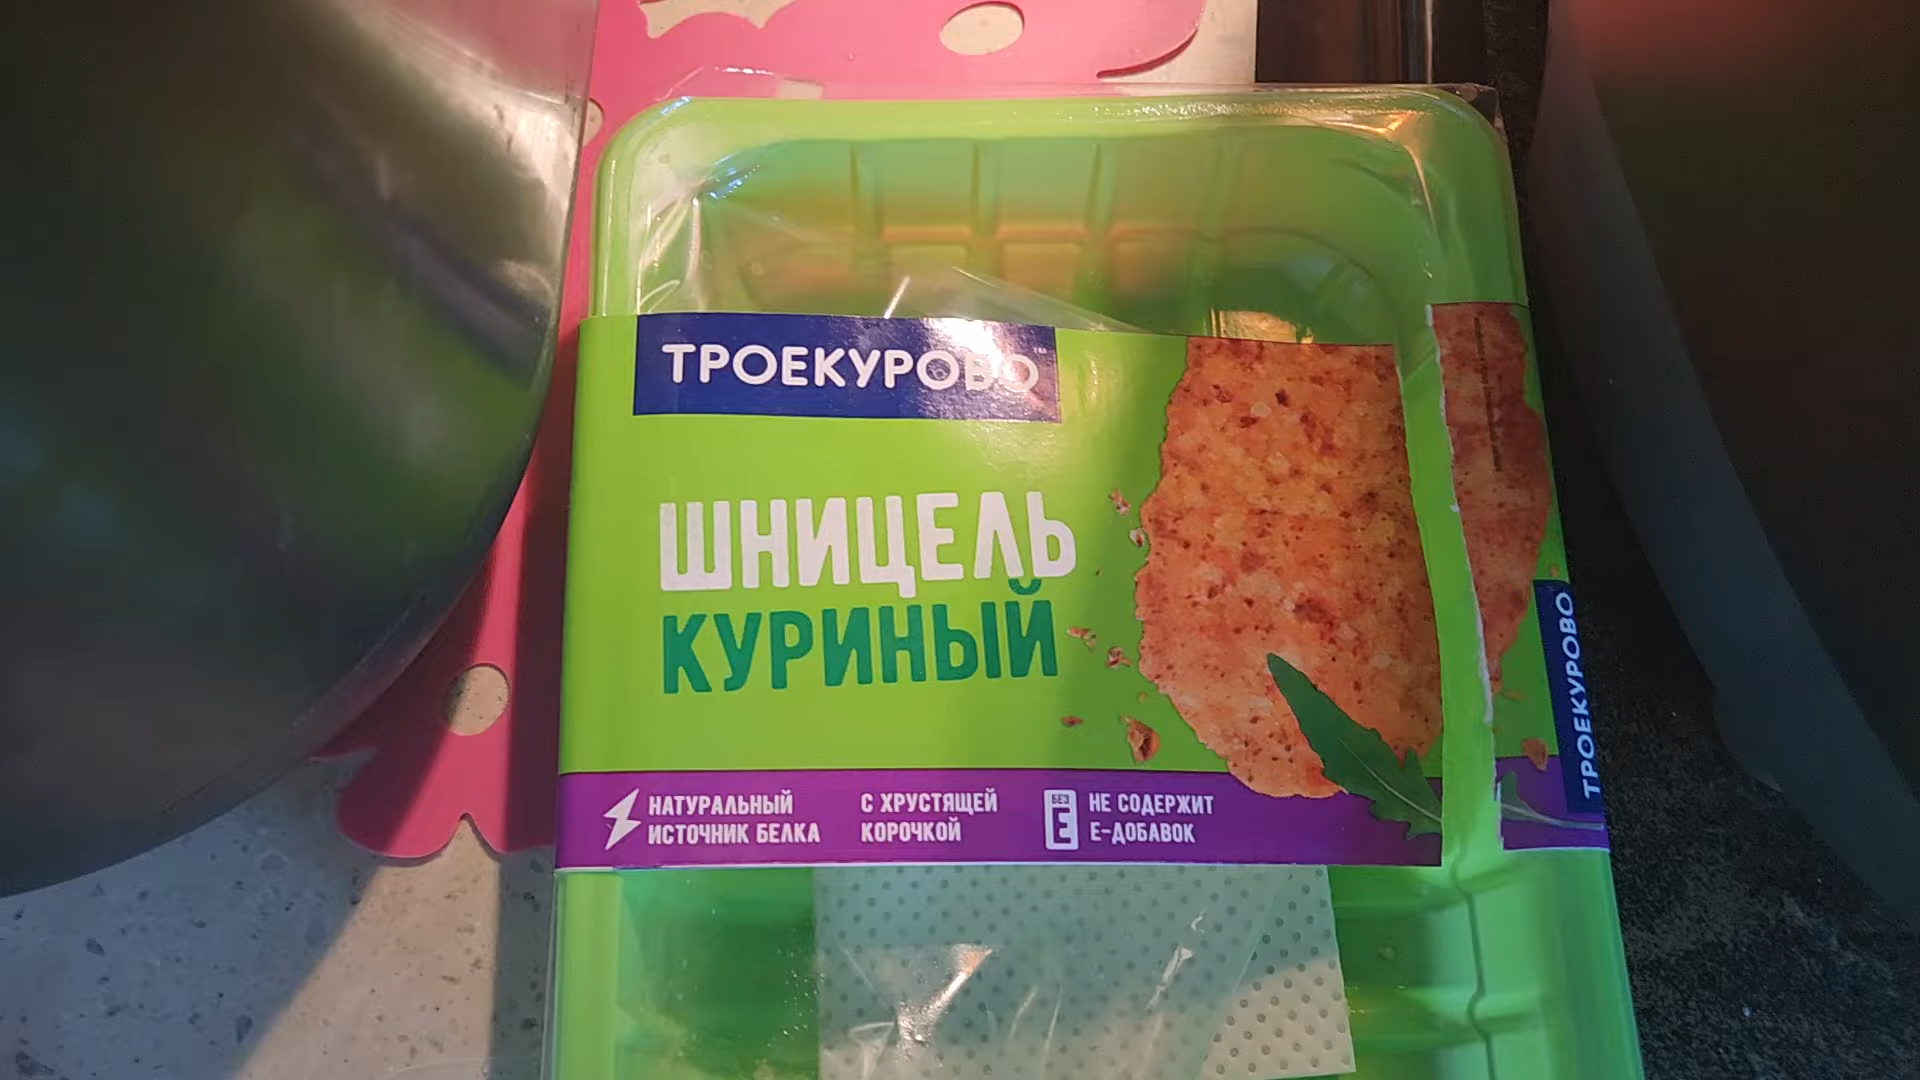 ТРОЕКУРОВО
ШНИЦЕЛЬ
КУРИНЫЙ
НАТУРАЛЬНЫЙ
ИСТОЧНИК БЕЛКА
С ХРУСТЯЩЕЙ
КОРОЧКОЙ
БЕЗ
Е
НЕ СОДЕРЖИТ
Е-ДОБАВОК
ТРОЕКУРОВО